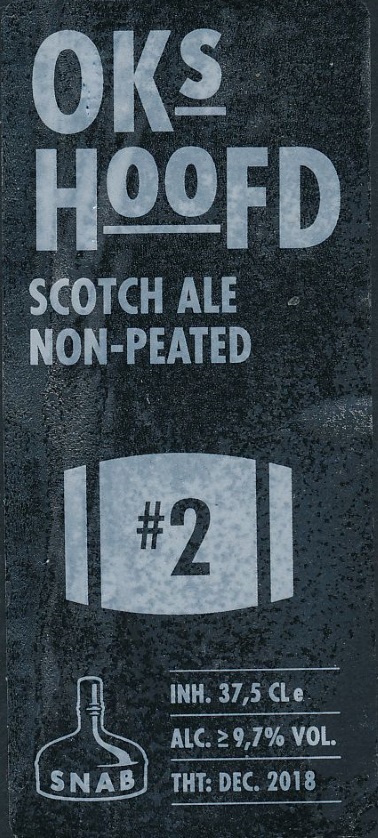 OKS
HOOFD
SCOTCH ALE
NON-PEATED
#2
INH. 37,5 CL e
ALC. ≥ 9,7% VOL.
SNAB
THT: DEC. 2018